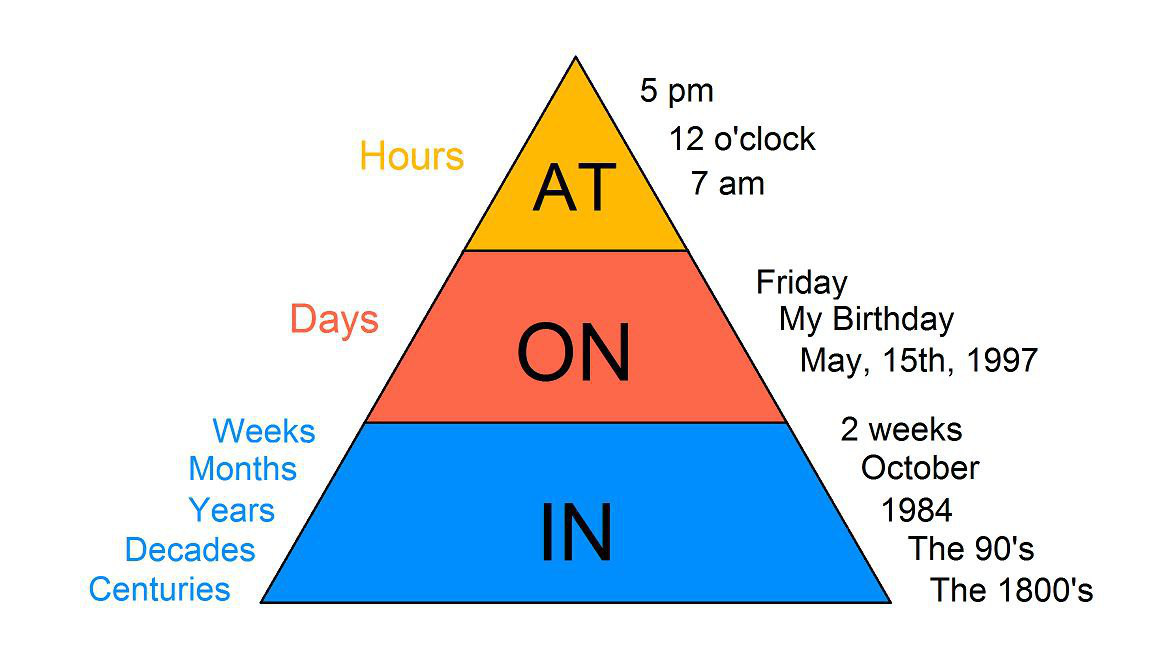 5 pm
12 o'clock
Hours
AT
7 am
Friday
My Birthday
Days
ON
May, 15th, 1997
Weeks
2 weeks
Months
October
Years
1984
IN
Decades
The 90's
Centuries
The 1800's